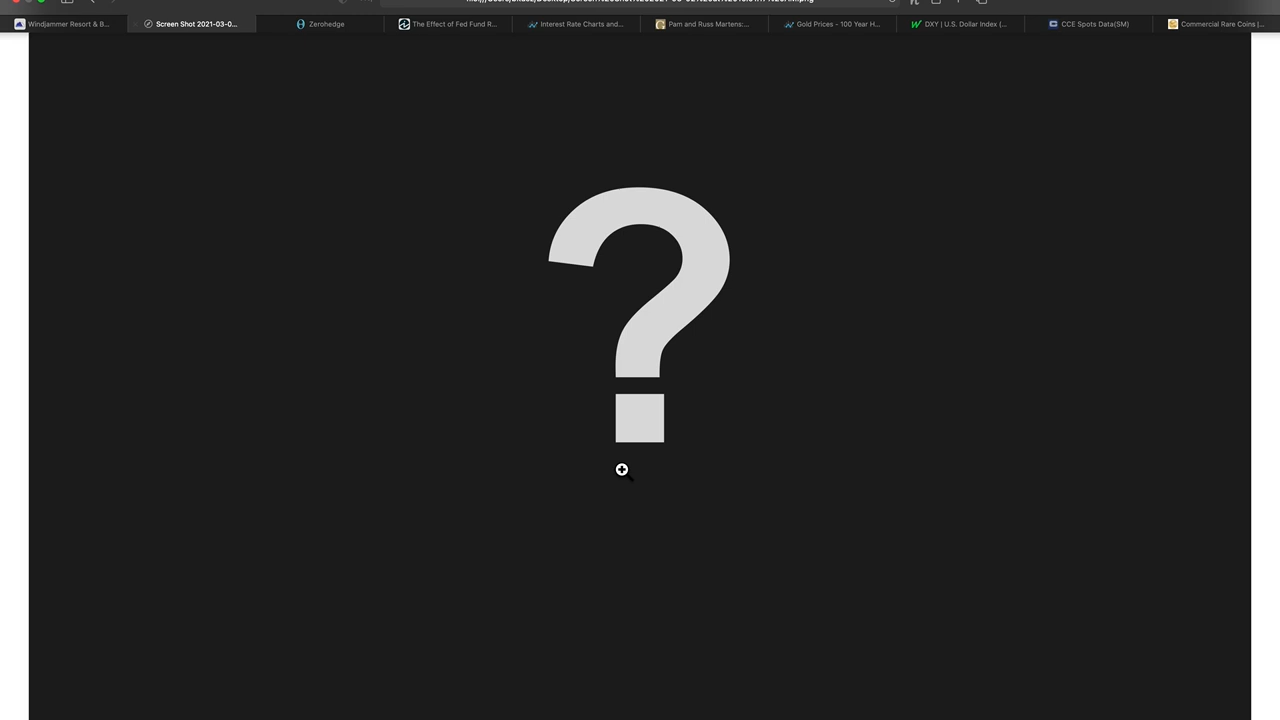 Windjammer Resort & B...
Screen Shot 2021-03-0...
Zerohedge
The Effect of Fed Fund R...
Interest Rate Charts and...
Pam and Russ Martens:...
Gold Prices - 100 Year H...
DXY | U.S. Dollar Index (...
CCE Spots Data(SM)
Commercial Rare Coins |...
?